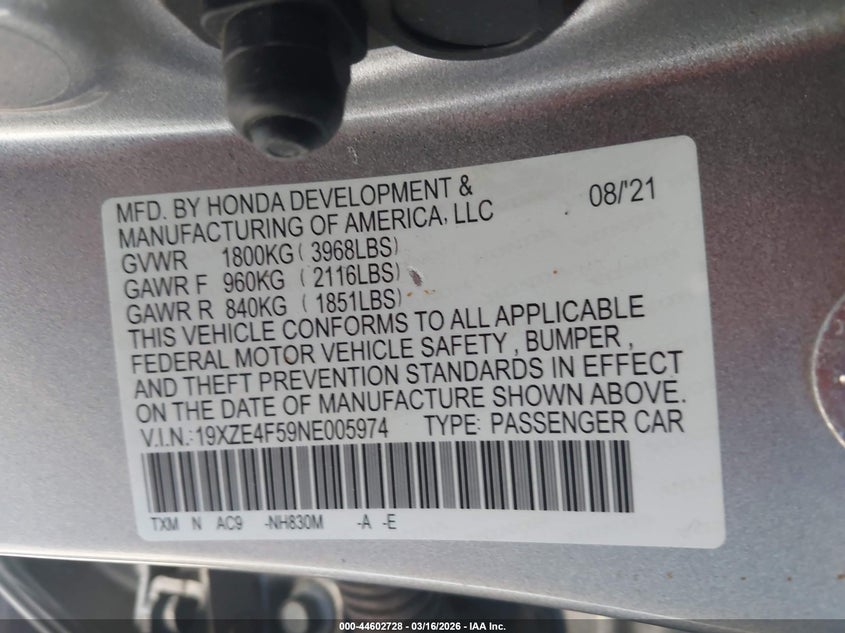 MFD. BY HONDA DEVELOPMENT & 08/'21
MANUFACTURING OF AMERICA, LLC
GVWR 1800KG ( 3968LBS)
GAWR F 960KG ( 2116LBS)
GAWR R 840KG ( 1851LBS)
THIS VEHICLE CONFORMS TO ALL APPLICABLE
FEDERAL MOTOR VEHICLE SAFETY , BUMPER ,
AND THEFT PREVENTION STANDARDS IN EFFECT
ON THE DATE OF MANUFACTURE SHOWN ABOVE.
V.I.N.:19XZE4F59NE005974 TYPE: PASSENGER CAR
TXM N AC9 -NH830M -A -E
000-44602728 - 03/16/2026 - IAA Inc.